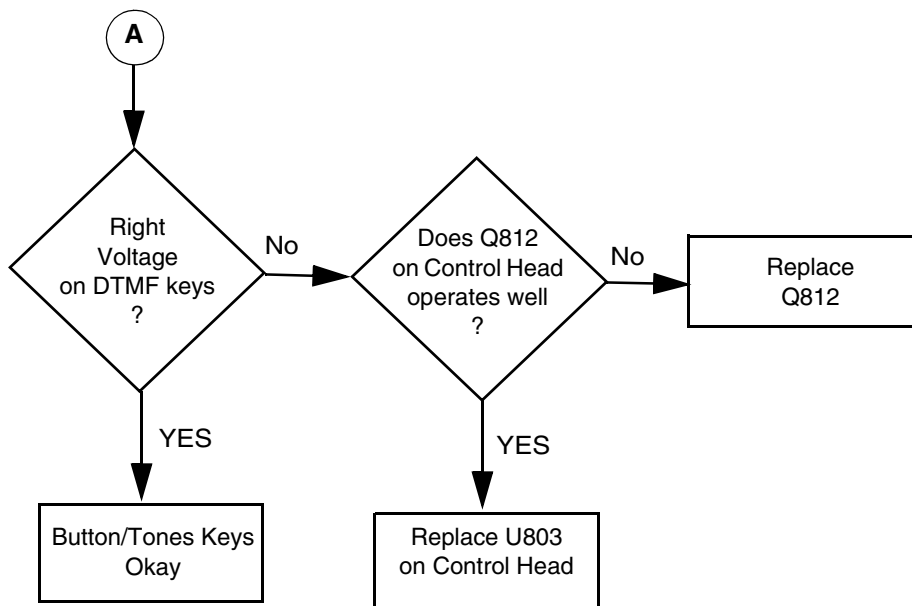 A
Right
Voltage
on DTMF keys
?
No
Does Q812
on Control Head
operates well
?
No
Replace
Q812
YES
YES
Button/Tones Keys
Okay
Replace U803
on Control Head